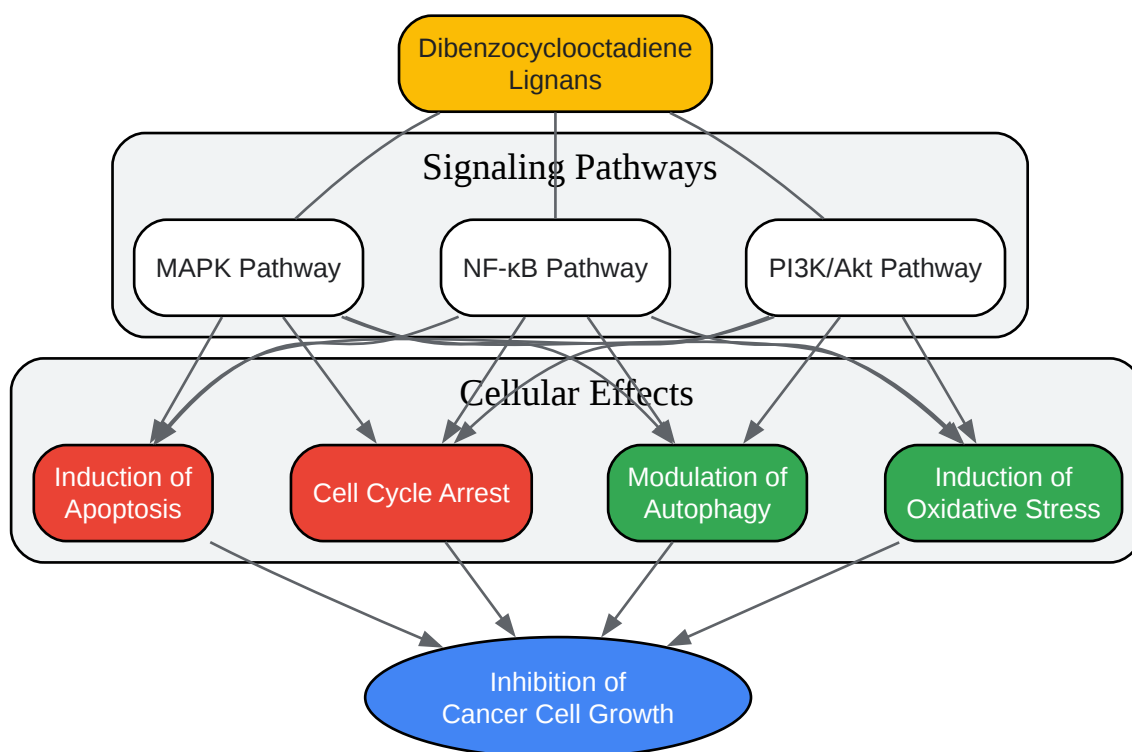 Dibenzocyclooctadiene
Lignans
Signaling Pathways
MAPK Pathway
NF-κB Pathway
PI3K/Akt Pathway
Cellular Effects
Induction of
Apoptosis
Cell Cycle Arrest
Modulation of
Autophagy
Induction of
Oxidative Stress
Inhibition of
Cancer Cell Growth